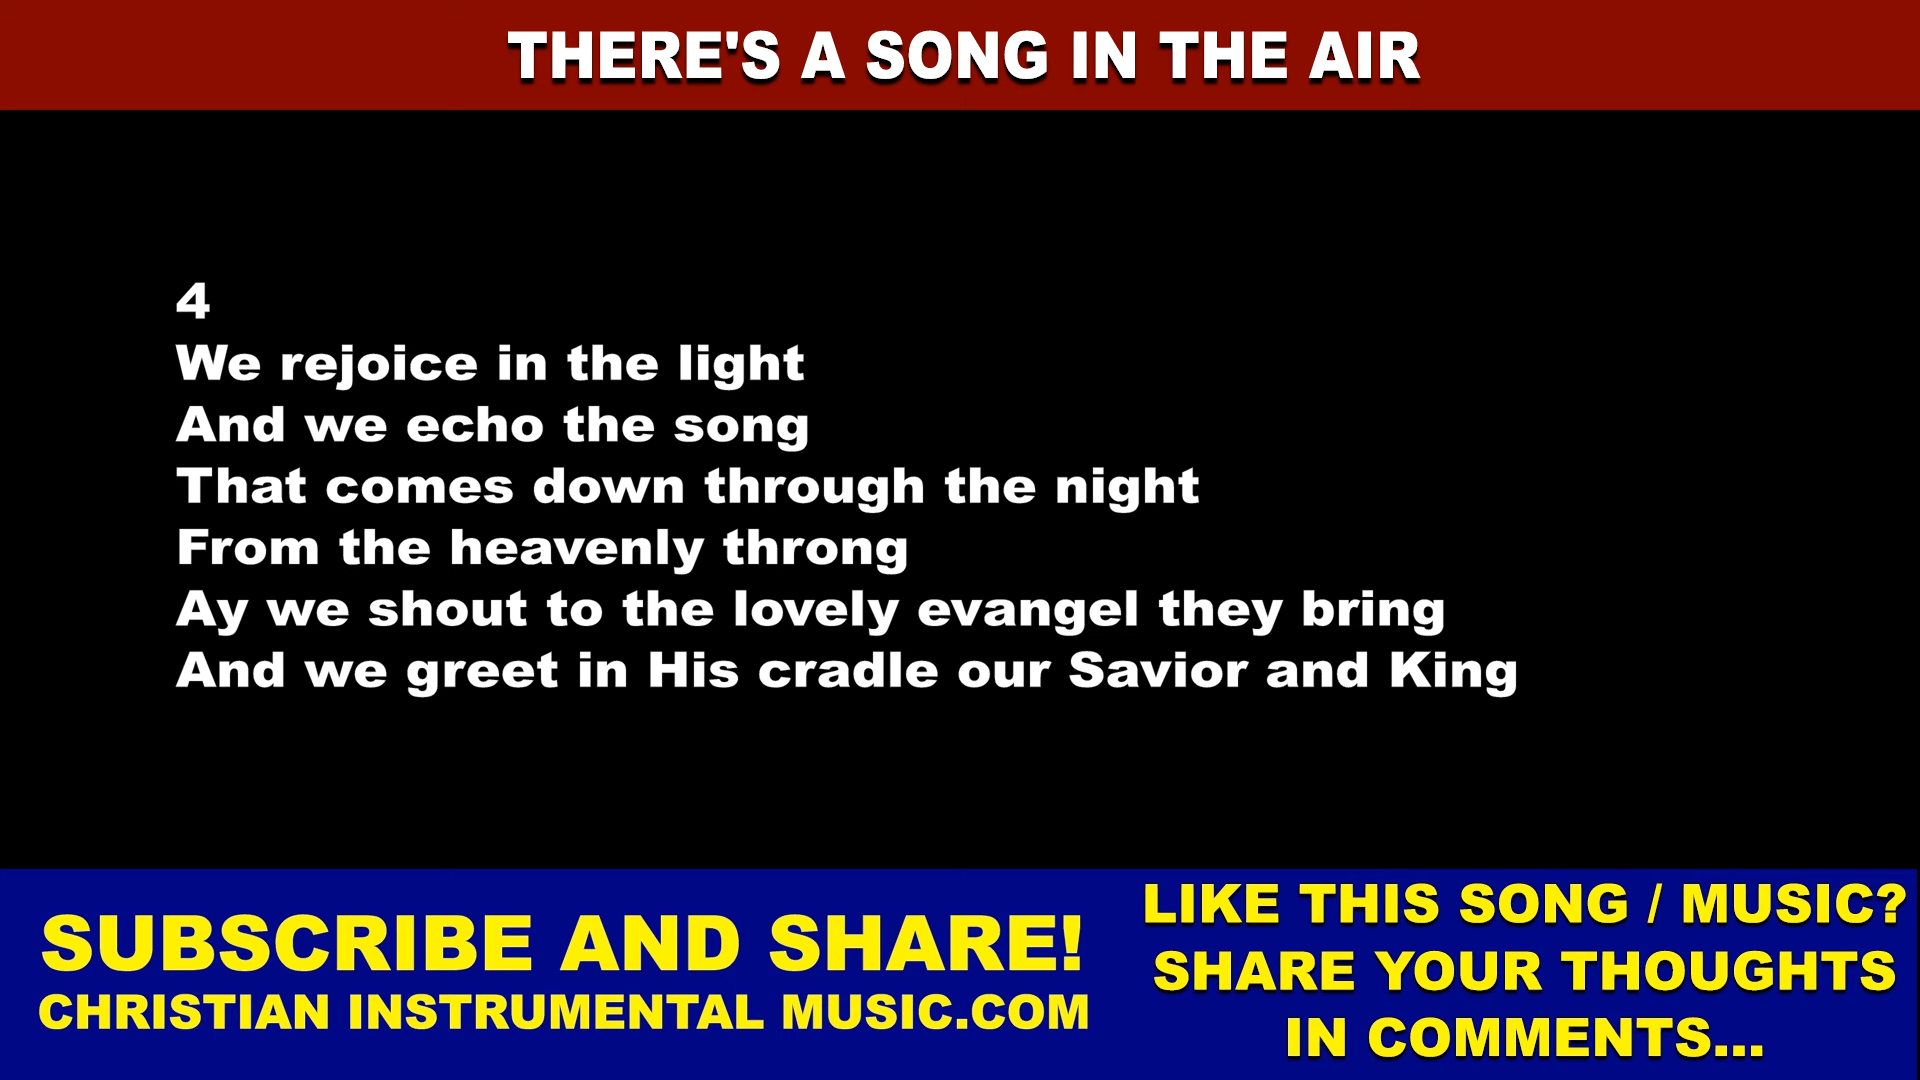 THERE'S A SONG IN THE AIR
4
We rejoice in the light
And we echo the song
That comes down through the night
From the heavenly throng
Ay we shout to the lovely evangel they bring
And we greet in His cradle our Savior and King
SUBSCRIBE AND SHARE!
CHRISTIAN INSTRUMENTAL MUSIC.COM
LIKE THIS SONG / MUSIC?
SHARE YOUR THOUGHTS
IN COMMENTS...